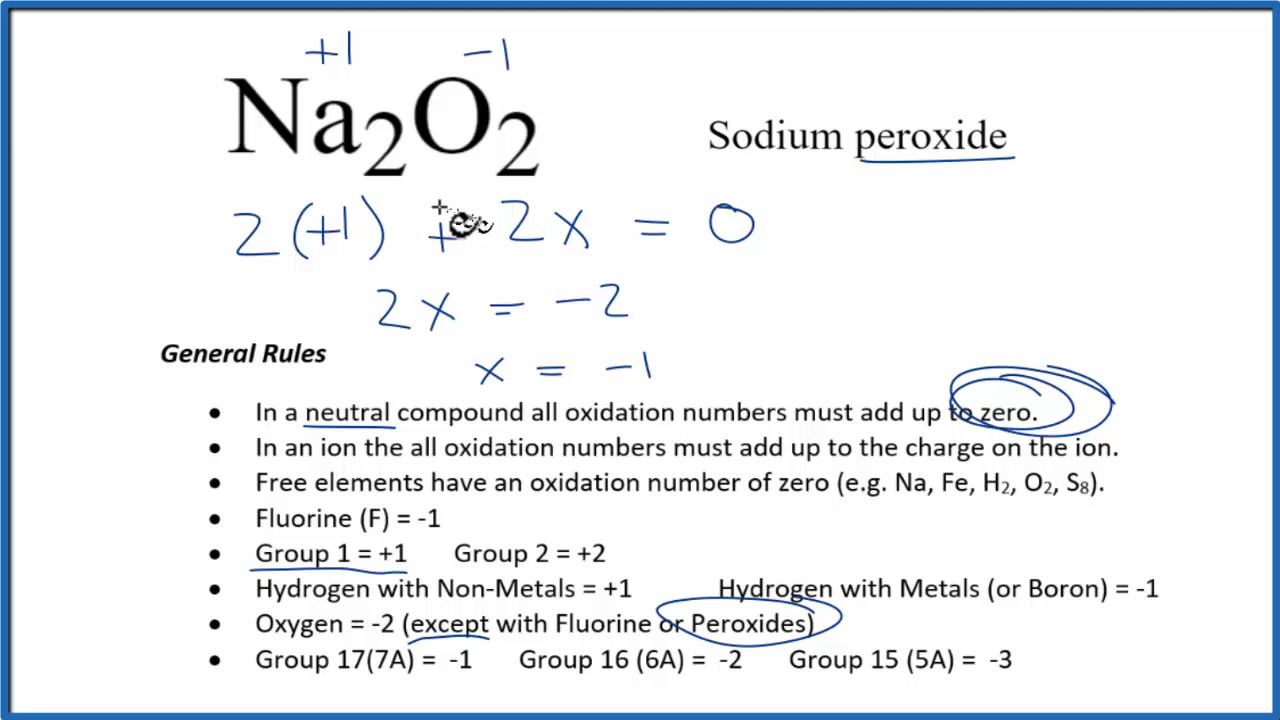 +1 -1
Na2O2
Sodium peroxide
2(+1) + 2x = 0
2x = -2
General Rules
x = -1
• In a neutral compound all oxidation numbers must add up to zero.
• In an ion the all oxidation numbers must add up to the charge on the ion.
• Free elements have an oxidation number of zero (e.g. Na, Fe, H2, O2, S8).
• Fluorine (F) = -1
• Group 1 = +1 Group 2 = +2
• Hydrogen with Non-Metals = +1 Hydrogen with Metals (or Boron) = -1
• Oxygen = -2 (except with Fluorine or Peroxides)
• Group 17(7A) = -1 Group 16 (6A) = -2 Group 15 (5A) = -3